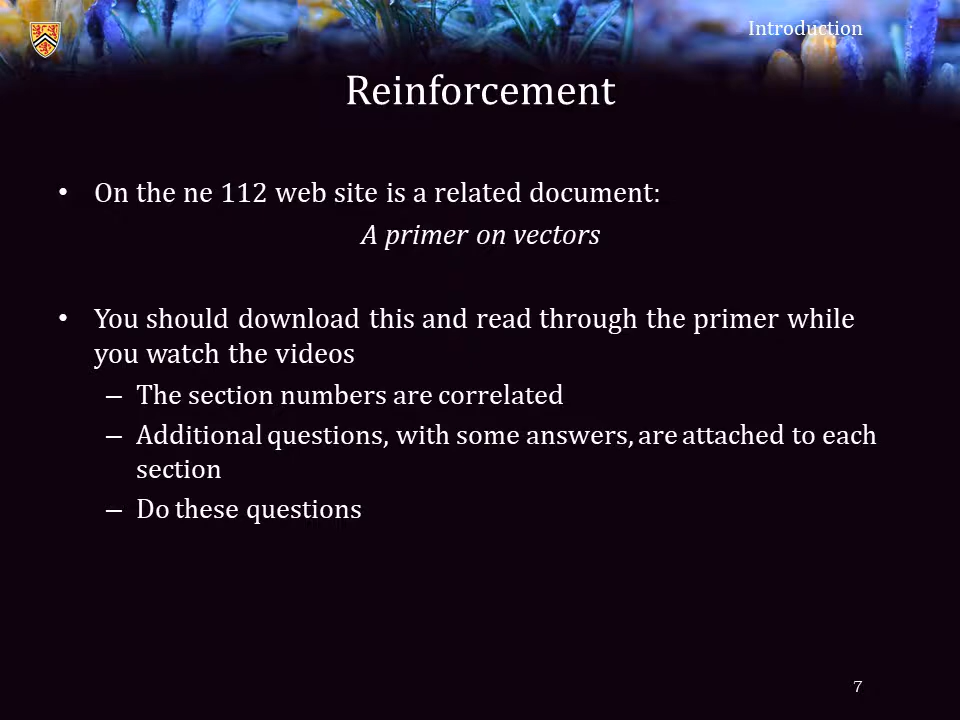 Introduction
Reinforcement
• On the ne 112 web site is a related document:
A primer on vectors
• You should download this and read through the primer while
you watch the videos
– The section numbers are correlated
– Additional questions, with some answers, are attached to each
section
– Do these questions
7